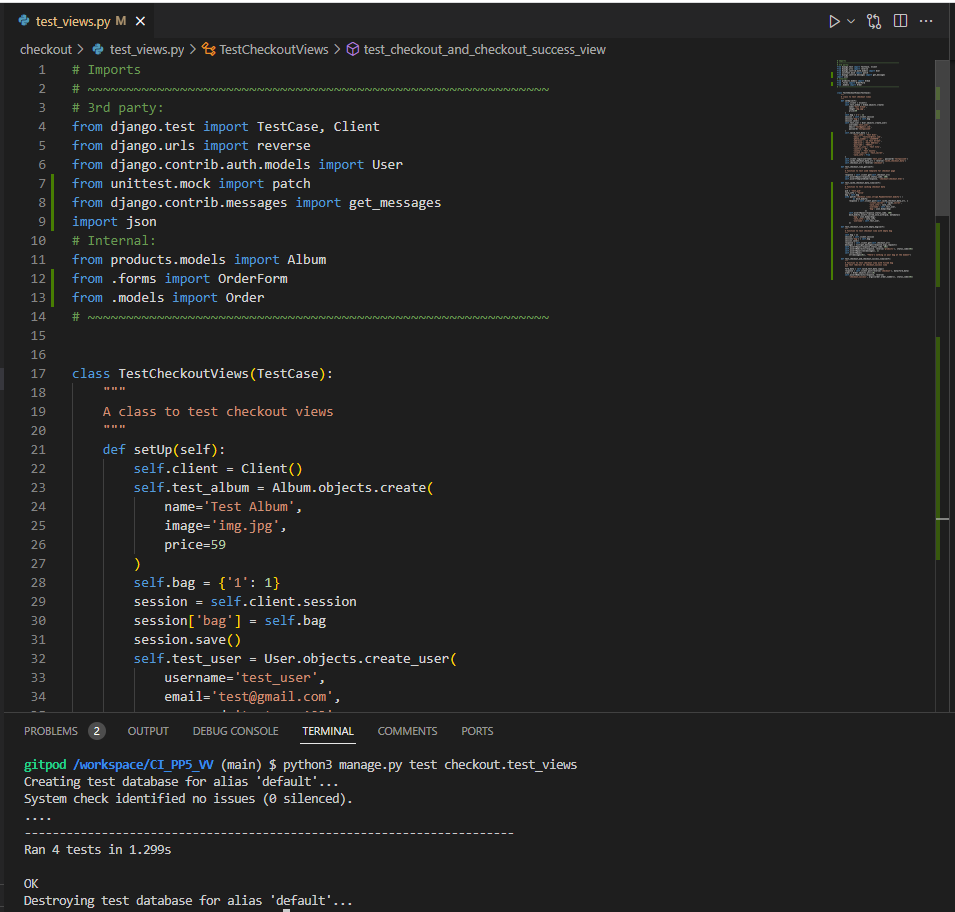 test_views.py M ×
checkout > test_views.py > TestCheckoutViews > test_checkout_and_checkout_success_view
1 # Imports
2 # ~~~~~~~~~~~~~~~~~~~~~~~~~~~~~~~~~~~~~~~~~~~~~~~~~~~~~~~~~~~~
3 # 3rd party:
4 from django.test import TestCase, Client
5 from django.urls import reverse
6 from django.contrib.auth.models import User
7 from unittest.mock import patch
8 from django.contrib.messages import get_messages
9 import json
10 # Internal:
11 from products.models import Album
12 from .forms import OrderForm
13 from .models import Order
14 # ~~~~~~~~~~~~~~~~~~~~~~~~~~~~~~~~~~~~~~~~~~~~~~~~~~~~~~~~~~~~
15
16
17 class TestCheckoutViews(TestCase):
18     """
19     A class to test checkout views
20     """
21     def setUp(self):
22         self.client = Client()
23         self.test_album = Album.objects.create(
24             name='Test Album',
25             image='img.jpg',
26             price=59
27         )
28         self.bag = {'1': 1}
29         session = self.client.session
30         session['bag'] = self.bag
31         session.save()
32         self.test_user = User.objects.create_user(
33             username='test_user',
34             email='test@gmail.com',
PROBLEMS 2 OUTPUT DEBUG CONSOLE TERMINAL COMMENTS PORTS
gitpod /workspace/CI_PP5_VV (main) $ python3 manage.py test checkout.test_views
Creating test database for alias 'default'...
System check identified no issues (0 silenced).
....
----------------------------------------------------------------------
Ran 4 tests in 1.299s

OK
Destroying test database for alias 'default'...